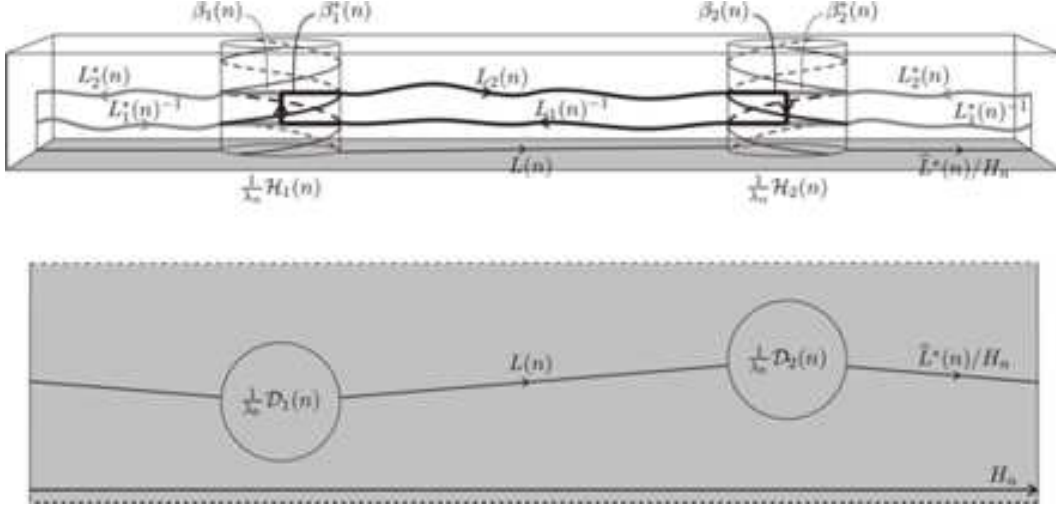 β₁(n) β₁*(n) β₂(n) β₂*(n)
L₂*(n) L₂(n) L₂*(n)
L₁*(n)⁻¹ L₁(n)⁻¹ L₁*(n)⁻¹
L(n) L̂*(n)/Hₙ
1/λₙ ℋ₁(n) 1/λₙ ℋ₂(n)
L(n) 1/λₙ 𝒟₂(n) L̂*(n)/Hₙ
1/λₙ 𝒟₁(n)
Hₙ